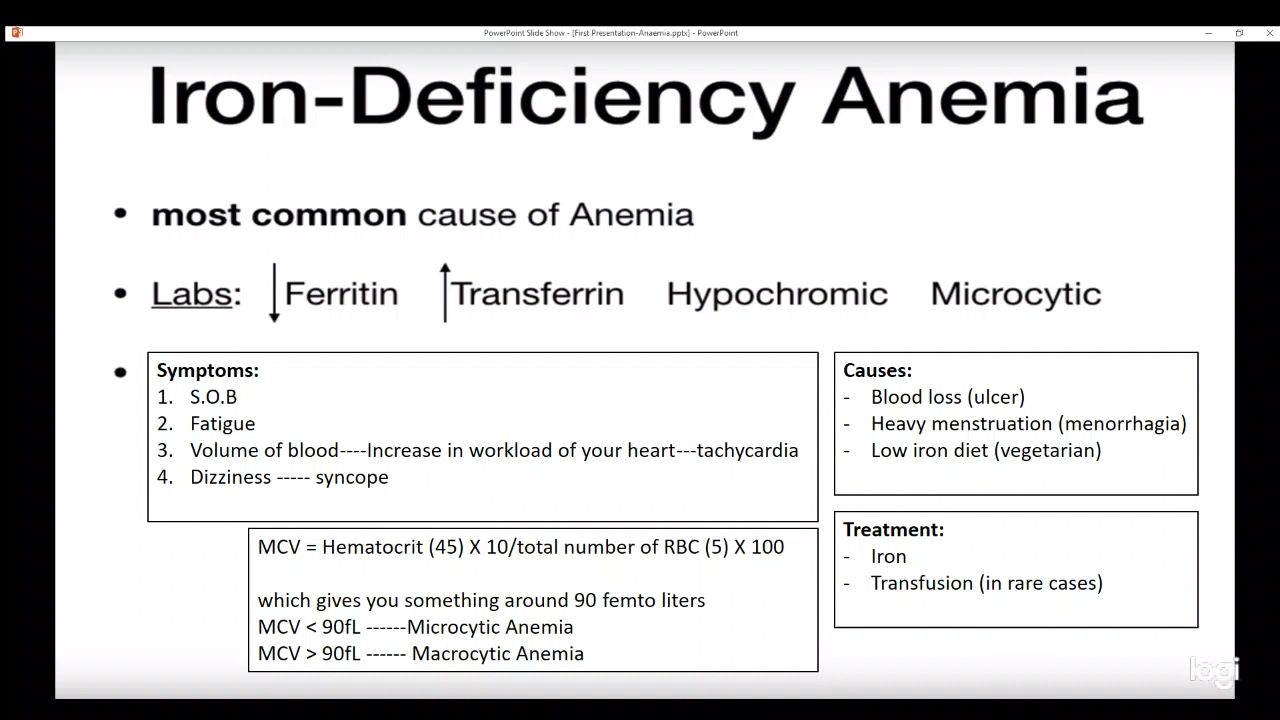 PowerPoint Slide Show - [First Presentation-Anaemia.pptx] - PowerPoint
Iron-Deficiency Anemia
• most common cause of Anemia
• Labs: ↓Ferritin ↑Transferrin Hypochromic Microcytic
•
Symptoms:
1. S.O.B
2. Fatigue
3. Volume of blood----Increase in workload of your heart---tachycardia
4. Dizziness ----- syncope
Causes:
- Blood loss (ulcer)
- Heavy menstruation (menorrhagia)
- Low iron diet (vegetarian)
MCV = Hematocrit (45) X 10/total number of RBC (5) X 100
which gives you something around 90 femto liters
MCV < 90fL ------Microcytic Anemia
MCV > 90fL ------ Macrocytic Anemia
Treatment:
- Iron
- Transfusion (in rare cases)
logi